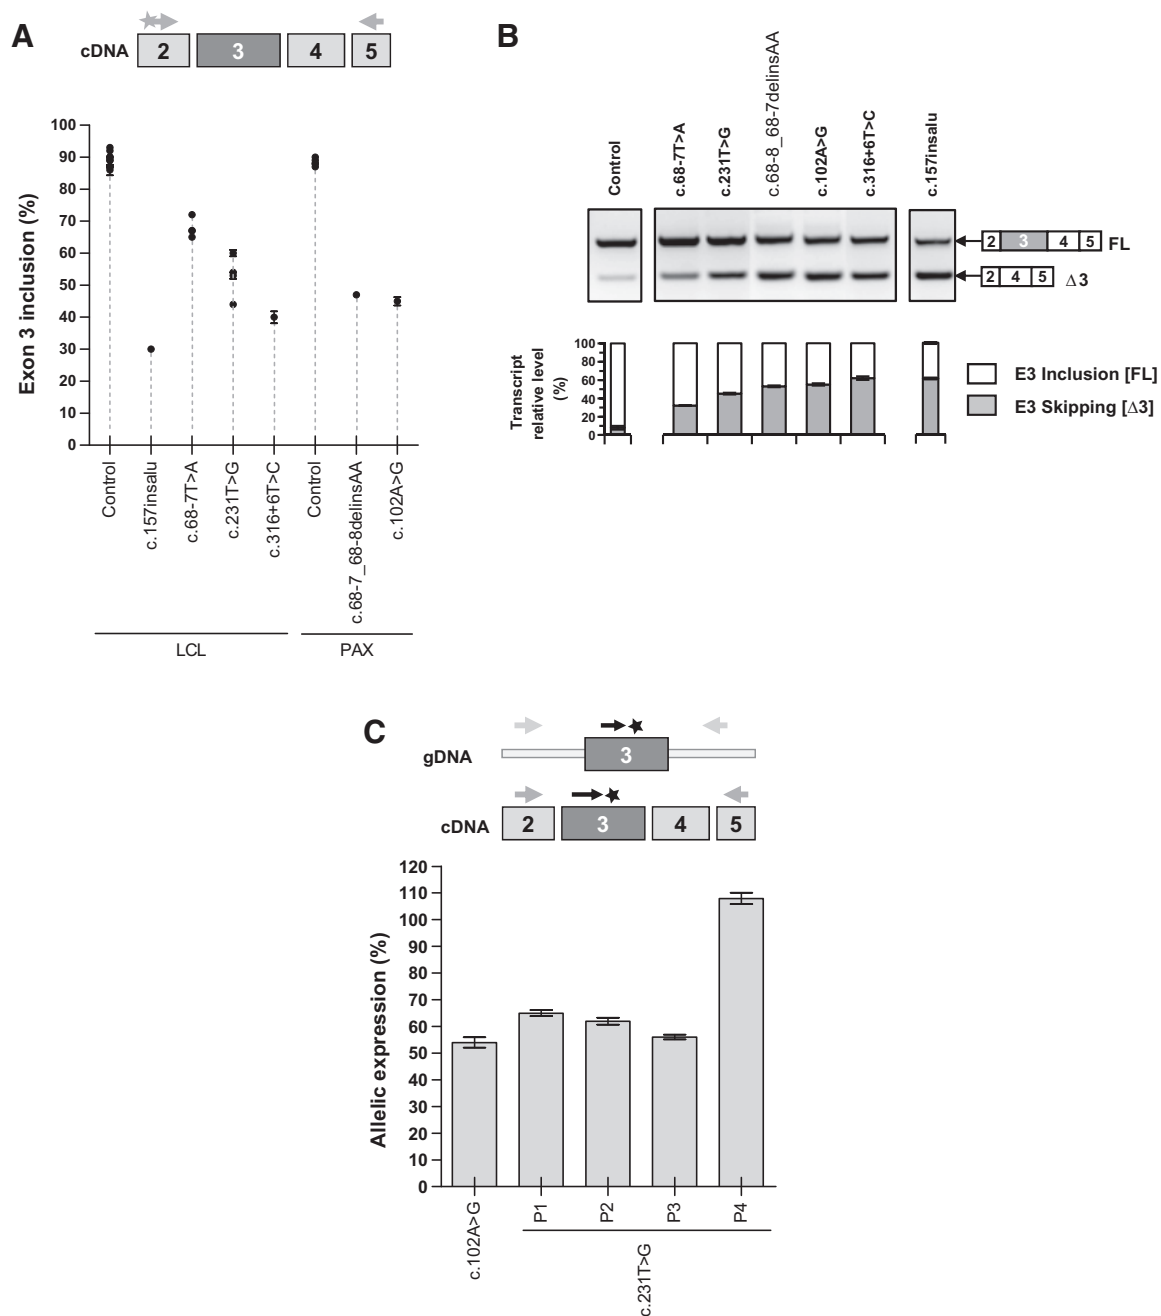 A
cDNA
2
3
4
5
Exon 3 inclusion (%)
100
90
80
70
60
50
40
30
20
10
0
Control
c.157insalu
c.68-7T>A
c.231T>G
c.316+6T>C
Control
c.68-7_68-8delinsAA
c.102A>G
LCL
PAX
B
Control
c.68-7T>A
c.231T>G
c.68-8_68-7delinsAA
c.102A>G
c.316+6T>C
c.157insalu
2 3 4 5 FL
2 4 5 Δ3
Transcript
relative level
(%)
100
80
60
40
20
0
E3 Inclusion [FL]
E3 Skipping [Δ3]
C
gDNA
3
cDNA
2
3
4
5
Allelic expression (%)
120
110
100
90
80
70
60
50
40
30
20
10
0
c.102A>G
P1
P2
P3
P4
c.231T>G